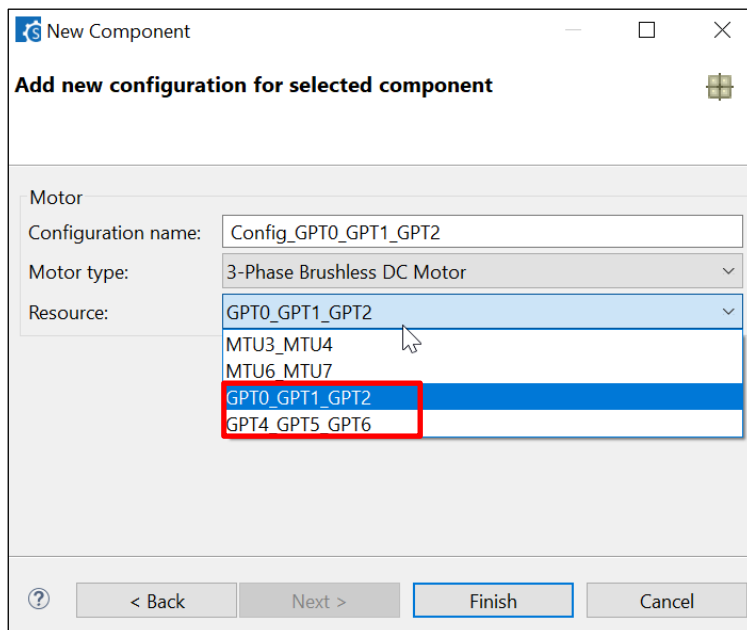 New Component
Add new configuration for selected component
Motor
Configuration name: Config_GPT0_GPT1_GPT2
Motor type: 3-Phase Brushless DC Motor
Resource: GPT0_GPT1_GPT2
MTU3_MTU4
MTU6_MTU7
GPT0_GPT1_GPT2
GPT4_GPT5_GPT6
? < Back Next > Finish Cancel